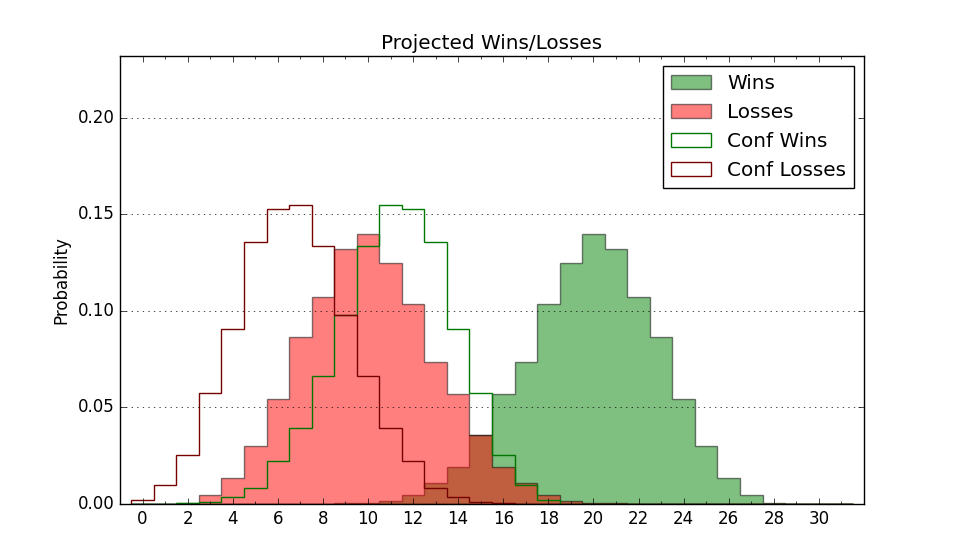 Projected Wins/Losses
Wins
Losses
Conf Wins
Conf Losses
Probability
0.20
0.15
0.10
0.05
0.00
0 2 4 6 8 10 12 14 16 18 20 22 24 26 28 30